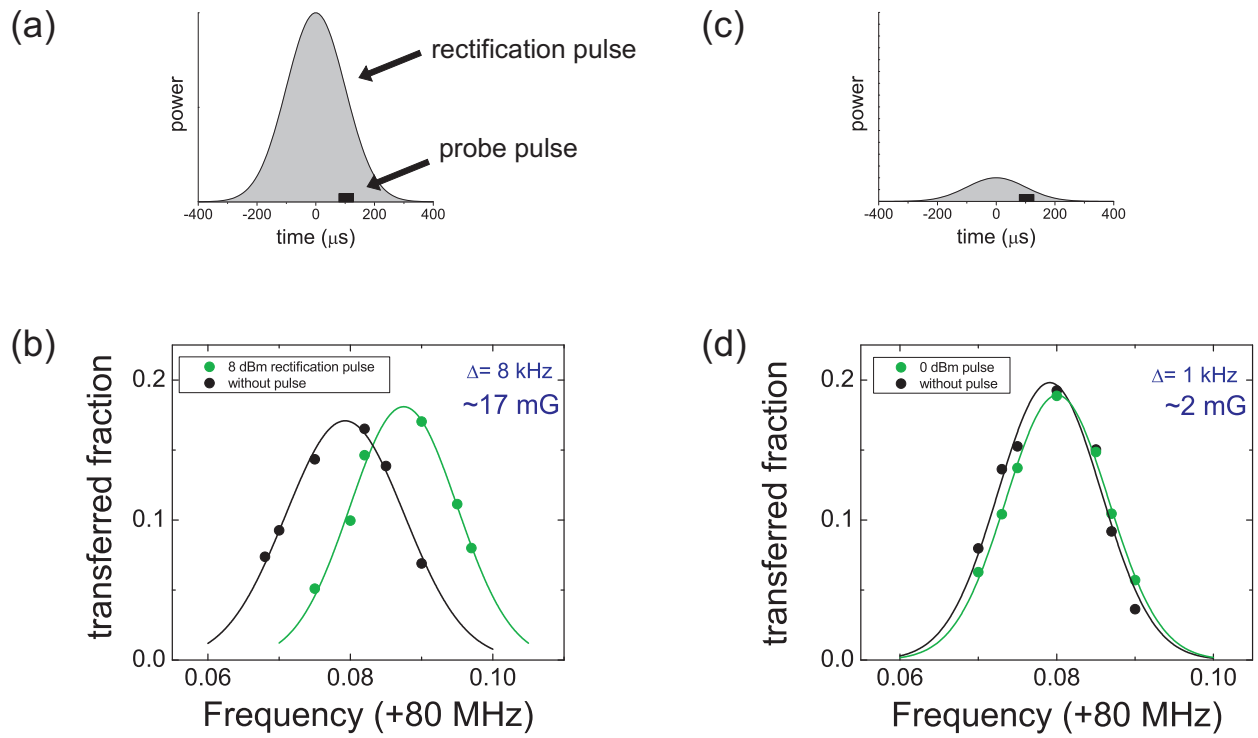 (a)
power
rectification pulse
probe pulse
-400 -200 0 200 400
time (μs)
(c)
power
-400 -200 0 200 400
time (μs)
(b)
transferred fraction
0.2
0.1
0.0
8 dBm rectification pulse
without pulse
Δ= 8 kHz
~17 mG
0.06 0.08 0.10
Frequency (+80 MHz)
(d)
transferred fraction
0.2
0.1
0.0
0 dBm pulse
without pulse
Δ= 1 kHz
~2 mG
0.06 0.08 0.10
Frequency (+80 MHz)